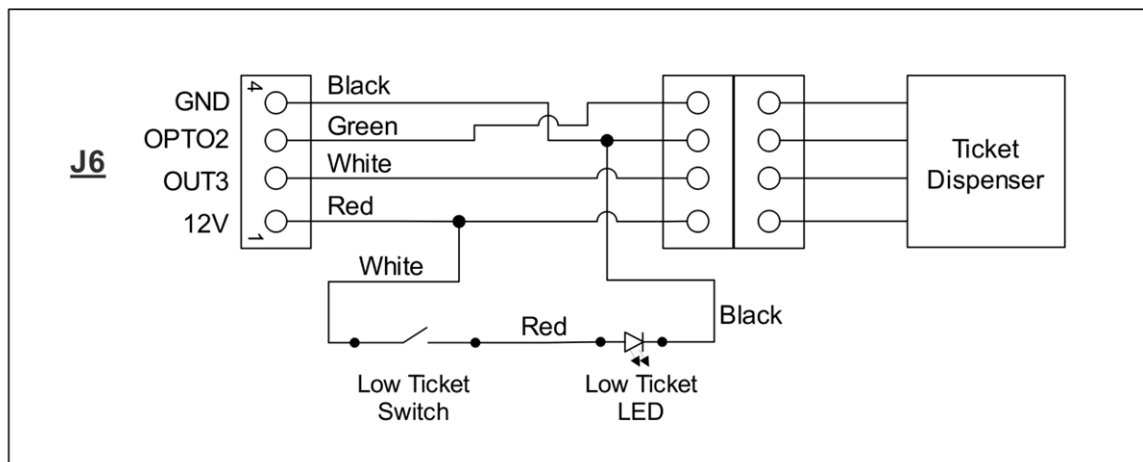 J6
4
GND
Black
OPTO2
Green
OUT3
White
12V
Red
1
Ticket
Dispenser
White
Red
Black
Low Ticket
Switch
Low Ticket
LED